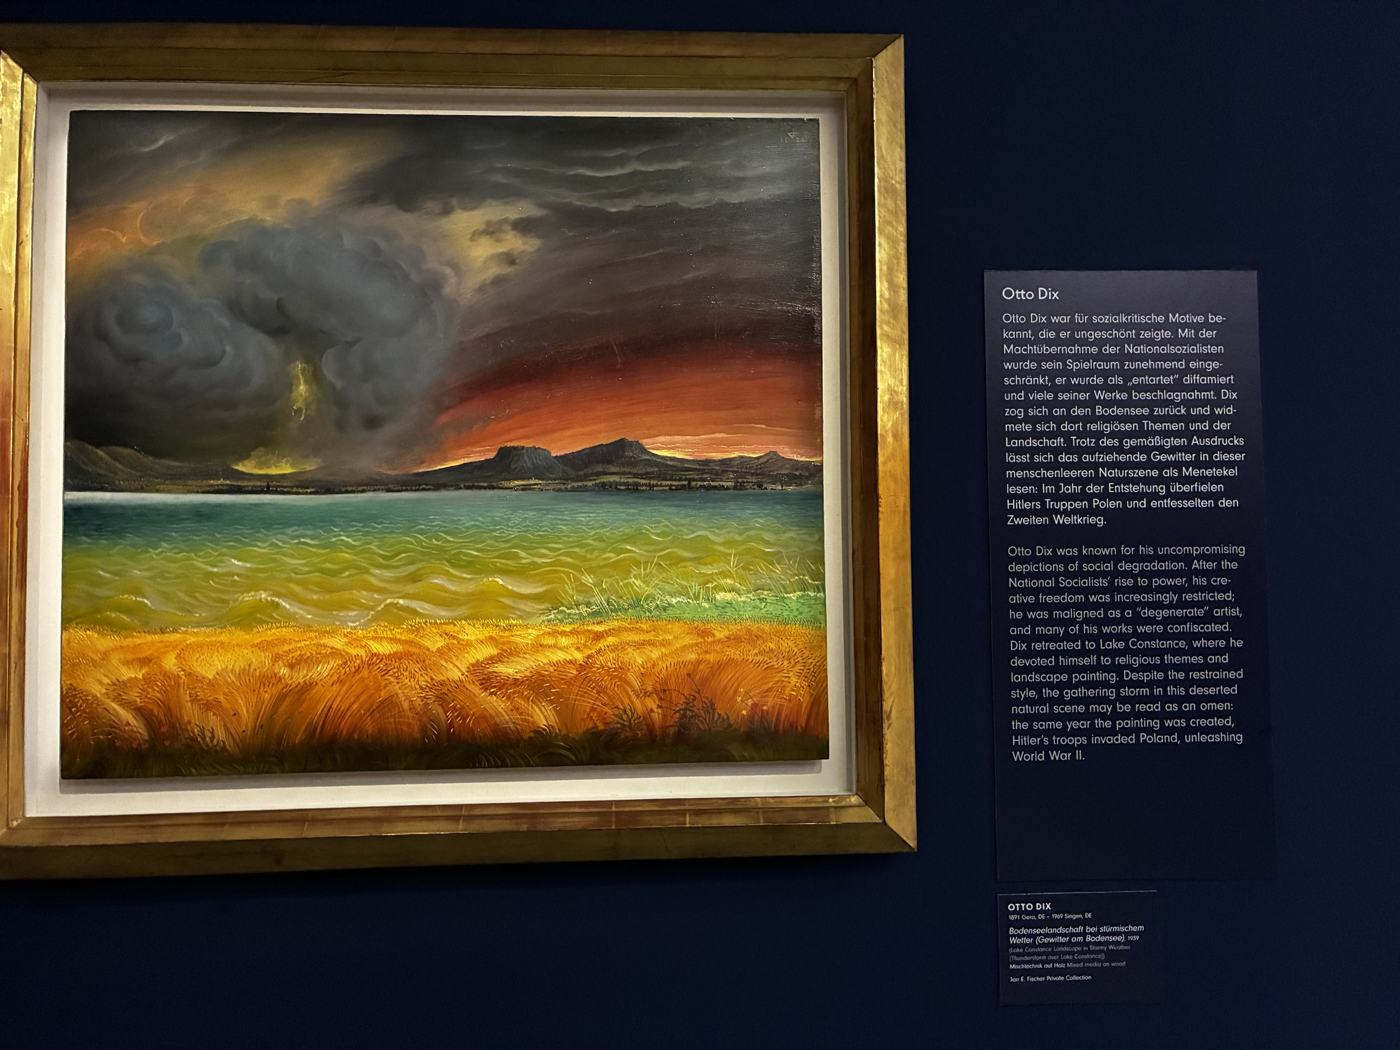 Otto Dix
Otto Dix war für sozialkritische Motive be-
kannt, die er ungeschönt zeigte. Mit der
Machtübernahme der Nationalsozialisten
wurde sein Spielraum zunehmend einge-
schränkt, er wurde als „entartet“ diffamiert
und viele seiner Werke beschlagnahmt. Dix
zog sich an den Bodensee zurück und wid-
mete sich dort religiösen Themen und der
Landschaft. Trotz des gemäßigten Ausdrucks
lässt sich das aufziehende Gewitter in dieser
menschenleeren Naturszene als Menetekel
lesen: Im Jahr der Entstehung überfielen
Hitlers Truppen Polen und entfesselten den
Zweiten Weltkrieg.
Otto Dix was known for his uncompromising
depictions of social degradation. After the
National Socialists’ rise to power, his cre-
ative freedom was increasingly restricted;
he was maligned as a “degenerate” artist,
and many of his works were confiscated.
Dix retreated to Lake Constance, where he
devoted himself to religious themes and
landscape painting. Despite the restrained
style, the gathering storm in this deserted
natural scene may be read as an omen:
the same year the painting was created,
Hitler’s troops invaded Poland, unleashing
World War II.
OTTO DIX
1891 Gera, DE – 1969 Singen, DE
Bodenseelandschaft bei stürmischem
Wetter (Gewitter am Bodensee), 1939
(Lake Constance Landscape in Stormy Weather
[Thunderstorm over Lake Constance])
Mischtechnik auf Holz Mixed media on wood
Jan E. Fischer Private Collection